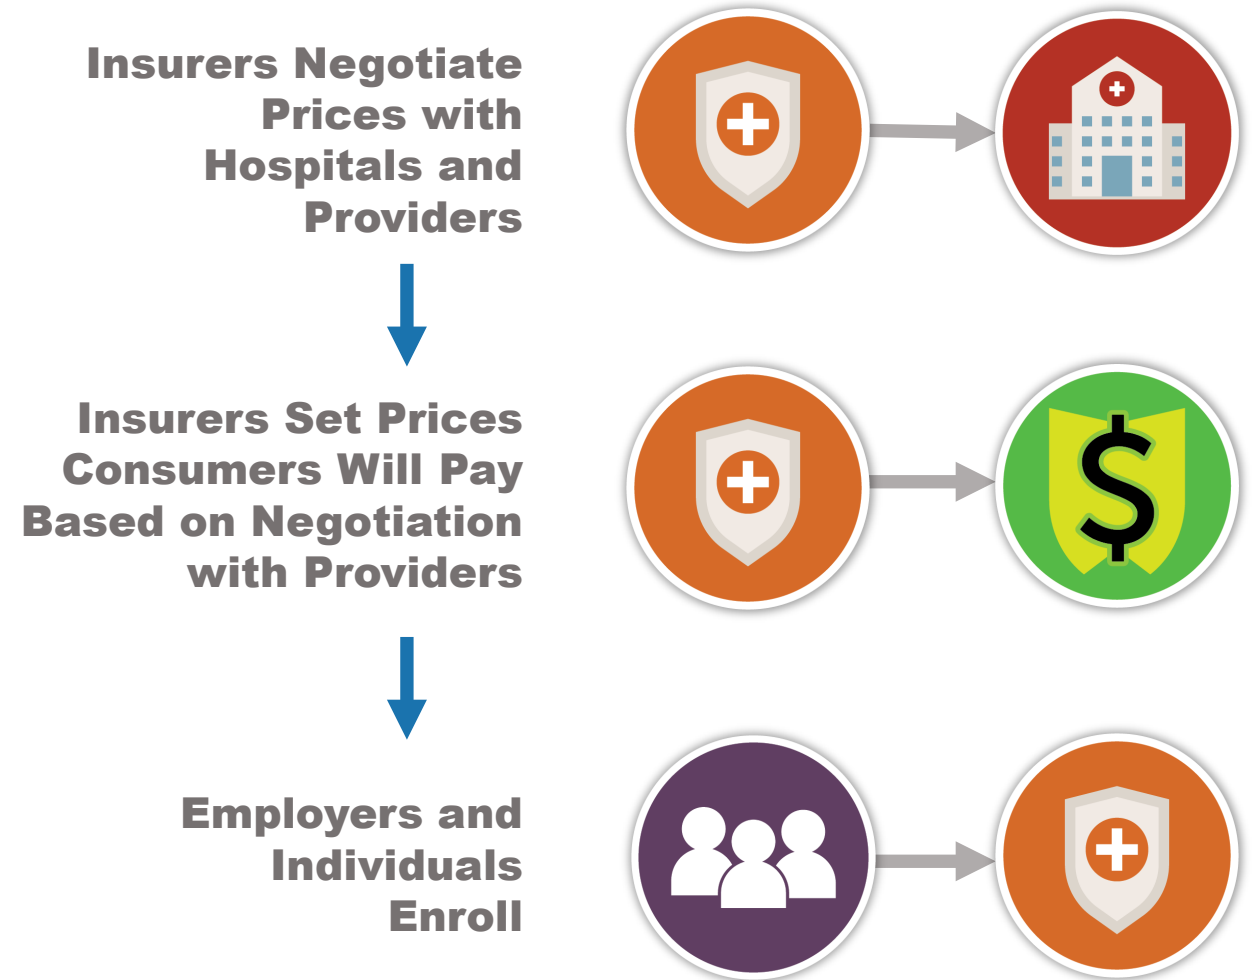 Insurers Negotiate
Prices with
Hospitals and
Providers
Insurers Set Prices
Consumers Will Pay
Based on Negotiation
with Providers
$
Employers and
Individuals
Enroll